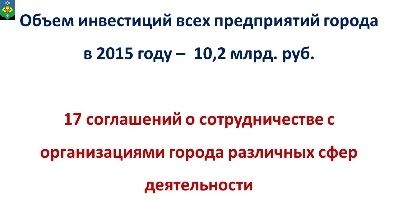 Объем инвестиций всех предприятий города
в 2015 году – 10,2 млрд. руб.
17 соглашений о сотрудничестве с
организациями города различных сфер
деятельности